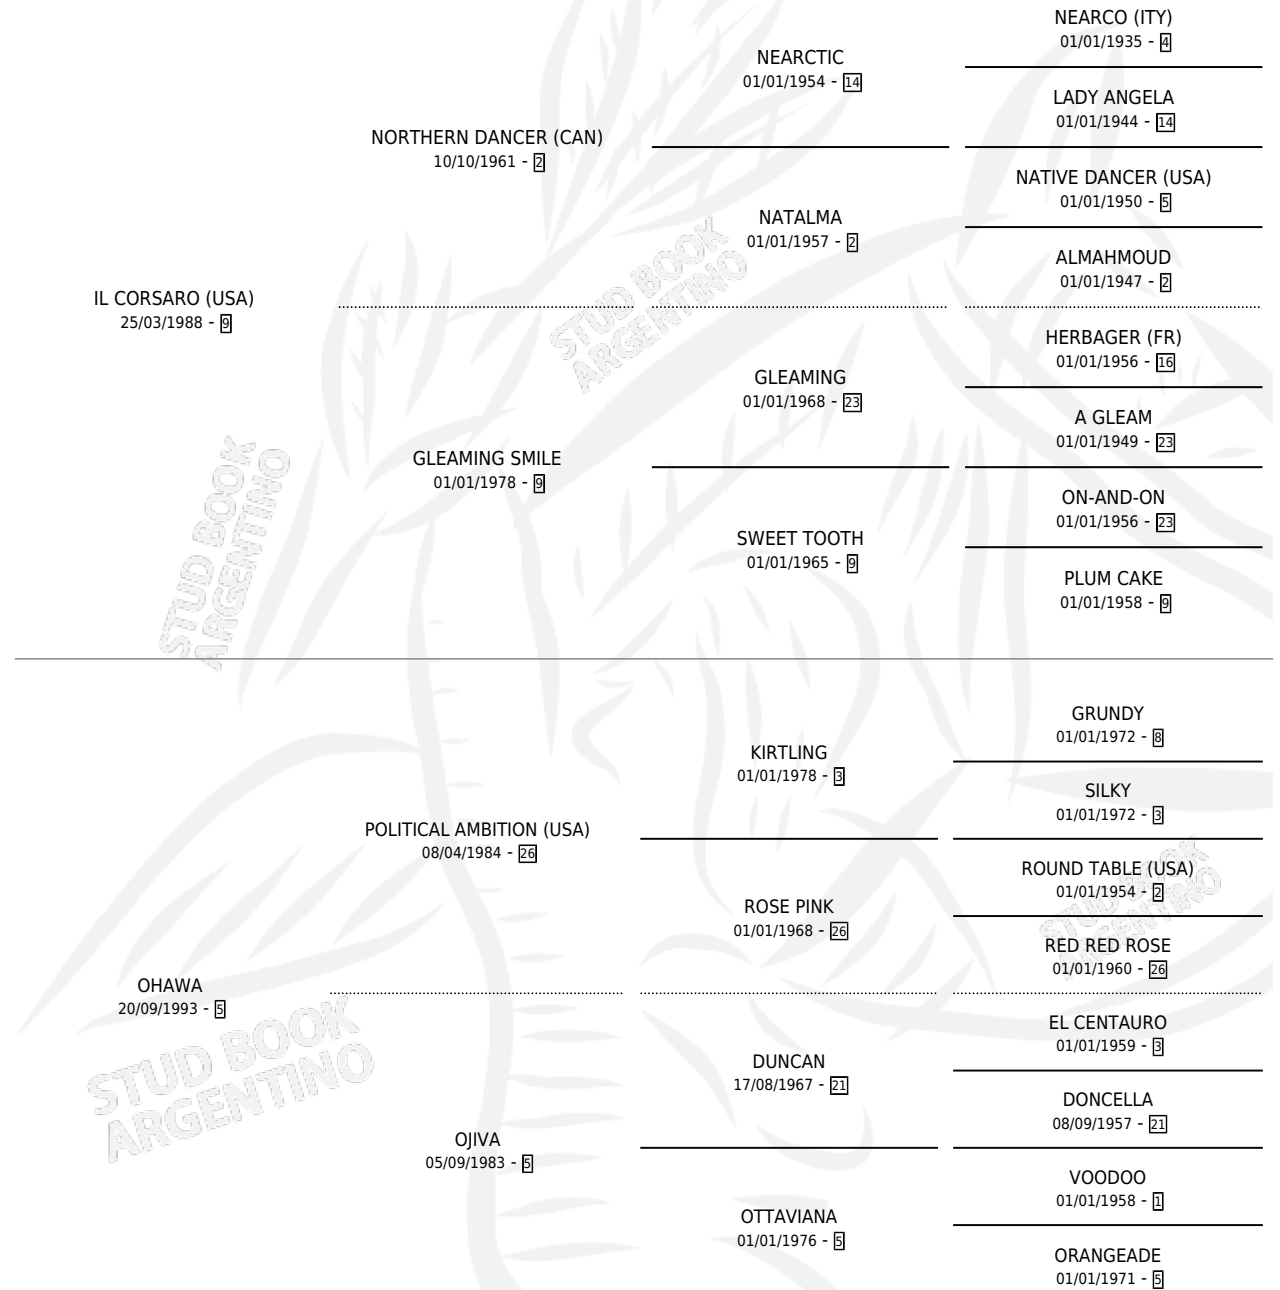 NEARCO (ITY)
01/01/1935 - 4
NEARCTIC
01/01/1954 - 14
LADY ANGELA
01/01/1944 - 14
NORTHERN DANCER (CAN)
10/10/1961 - 2
NATIVE DANCER (USA)
01/01/1950 - 5
NATALMA
01/01/1957 - 2
ALMAHMOUD
01/01/1947 - 2
IL CORSARO (USA)
25/03/1988 - 9
HERBAGER (FR)
01/01/1956 - 16
GLEAMING
01/01/1968 - 23
A GLEAM
01/01/1949 - 23
GLEAMING SMILE
01/01/1978 - 9
ON-AND-ON
01/01/1956 - 23
SWEET TOOTH
01/01/1965 - 9
PLUM CAKE
01/01/1958 - 9
STUD BOOK
ARGENTINO
STUD BOOK
ARGENTINO
GRUNDY
01/01/1972 - 8
KIRTLING
01/01/1978 - 3
SILKY
01/01/1972 - 3
POLITICAL AMBITION (USA)
08/04/1984 - 26
ROUND TABLE (USA)
01/01/1954 - 2
ROSE PINK
01/01/1968 - 26
RED RED ROSE
01/01/1960 - 26
OHAWA
20/09/1993 - 5
EL CENTAURO
01/01/1959 - 3
DUNCAN
17/08/1967 - 21
DONCELLA
08/09/1957 - 21
OJIVA
05/09/1983 - 5
VOODOO
01/01/1958 - 1
OTTAVIANA
01/01/1976 - 5
ORANGEADE
01/01/1971 - 5
STUD BOOK
ARGENTINO
STUD BOOK
ARGENTINO